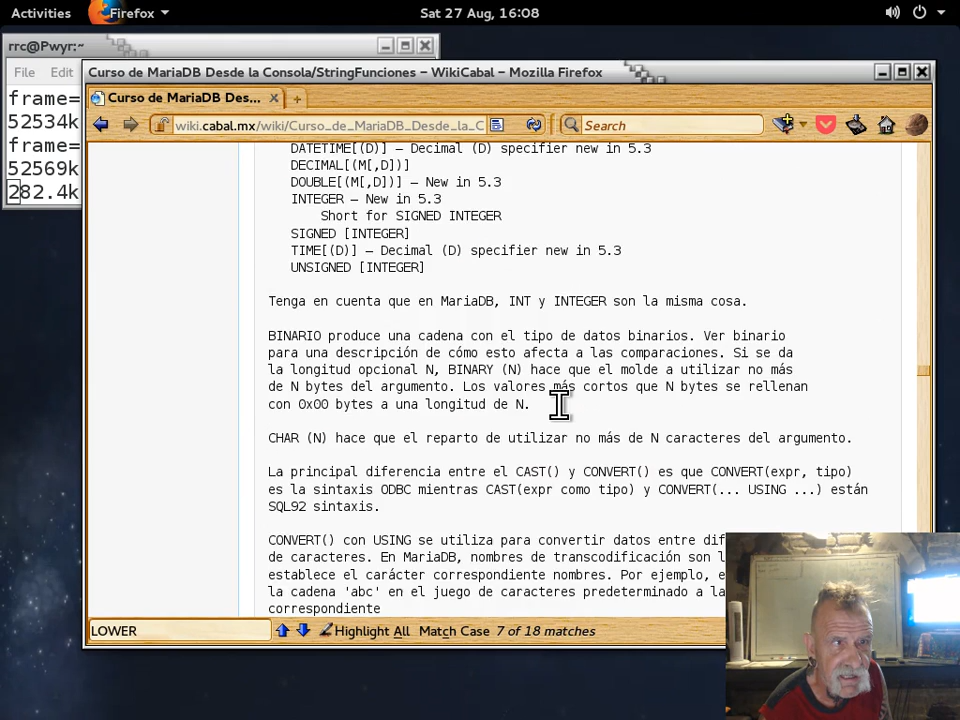 Activities
Firefox
Sat 27 Aug, 16:08
rrc@Pwyr:~
File Edit
frame=
52534k
frame=
52569k
282.4k
Curso de MariaDB Desde la Consola/StringFunciones – WikiCabal – Mozilla Firefox
Curso de MariaDB Des...
wiki.cabal.mx/wiki/Curso_de_MariaDB_Desde_la_C
Search
DATETIME[(D)] – Decimal (D) specifier new in 5.3
DECIMAL[(M[,D])]
DOUBLE[(M[,D])] – New in 5.3
INTEGER – New in 5.3
Short for SIGNED INTEGER
SIGNED [INTEGER]
TIME[(D)] – Decimal (D) specifier new in 5.3
UNSIGNED [INTEGER]
Tenga en cuenta que en MariaDB, INT y INTEGER son la misma cosa.
BINARIO produce una cadena con el tipo de datos binarios. Ver binario
para una descripción de cómo esto afecta a las comparaciones. Si se da
la longitud opcional N, BINARY (N) hace que el molde a utilizar no más
de N bytes del argumento. Los valores más cortos que N bytes se rellenan
con 0x00 bytes a una longitud de N.
CHAR (N) hace que el reparto de utilizar no más de N caracteres del argumento.
La principal diferencia entre el CAST() y CONVERT() es que CONVERT(expr, tipo)
es la sintaxis ODBC mientras CAST(expr como tipo) y CONVERT(... USING ...) están
SQL92 sintaxis.
CONVERT() con USING se utiliza para convertir datos entre dif
de caracteres. En MariaDB, nombres de transcodificación son l
establece el carácter correspondiente nombres. Por ejemplo, e
la cadena 'abc' en el juego de caracteres predeterminado a la
correspondiente
LOWER
Highlight All
Match Case
7 of 18 matches